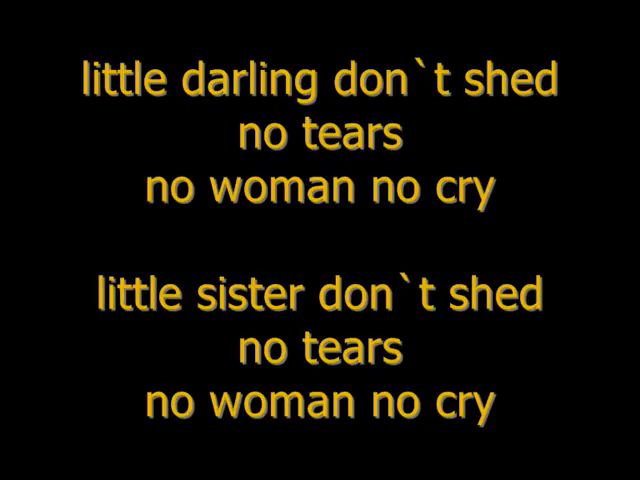 little darling don`t shed
no tears
no woman no cry
little sister don`t shed
no tears
no woman no cry